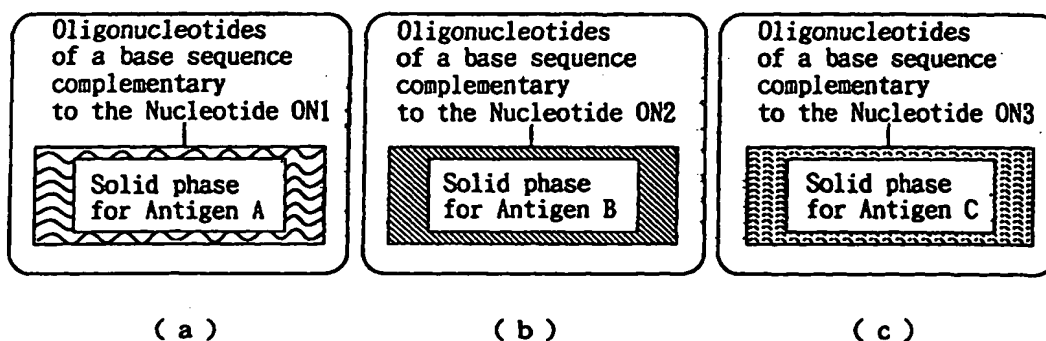 Oligonucleotides
of a base sequence
complementary
to the Nucleotide ON1
Solid phase
for Antigen A
(a)
Oligonucleotides
of a base sequence
complementary
to the Nucleotide ON2
Solid phase
for Antigen B
(b)
Oligonucleotides
of a base sequence
complementary
to the Nucleotide ON3
Solid phase
for Antigen C
(c)